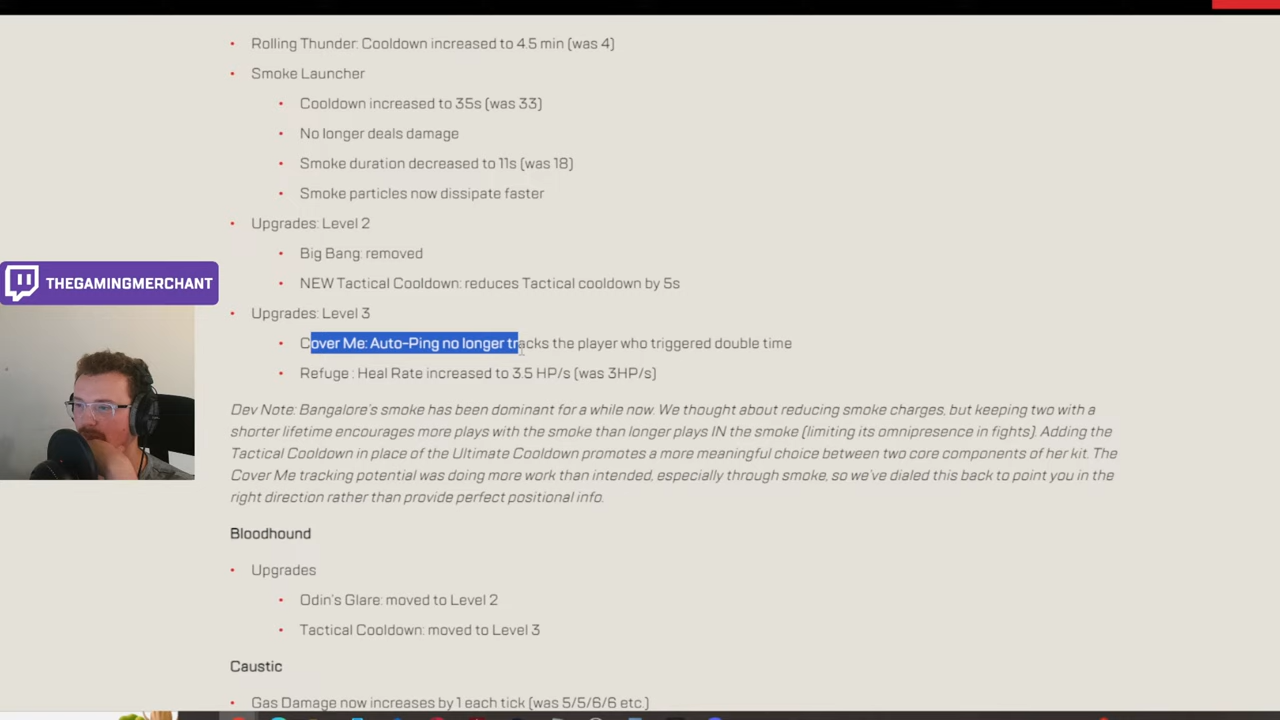 Rolling Thunder: Cooldown increased to 4.5 min (was 4)
Smoke Launcher
Cooldown increased to 35s (was 33)
No longer deals damage
Smoke duration decreased to 11s (was 18)
Smoke particles now dissipate faster
Upgrades: Level 2
Big Bang: removed
NEW Tactical Cooldown: reduces Tactical cooldown by 5s
THEGAMINGMERCHANT
Upgrades: Level 3
Cover Me: Auto-Ping no longer tracks the player who triggered double time
Refuge : Heal Rate increased to 3.5 HP/s (was 3HP/s)
Dev Note: Bangalore's smoke has been dominant for a while now. We thought about reducing smoke charges, but keeping two with a
shorter lifetime encourages more plays with the smoke than longer plays IN the smoke (limiting its omnipresence in fights). Adding the
Tactical Cooldown in place of the Ultimate Cooldown promotes a more meaningful choice between two core components of her kit. The
Cover Me tracking potential was doing more work than intended, especially through smoke, so we've dialed this back to point you in the
right direction rather than provide perfect positional info.
Bloodhound
Upgrades
Odin's Glare: moved to Level 2
Tactical Cooldown: moved to Level 3
Caustic
Gas Damage now increases by 1 each tick (was 5/5/6/6 etc.)